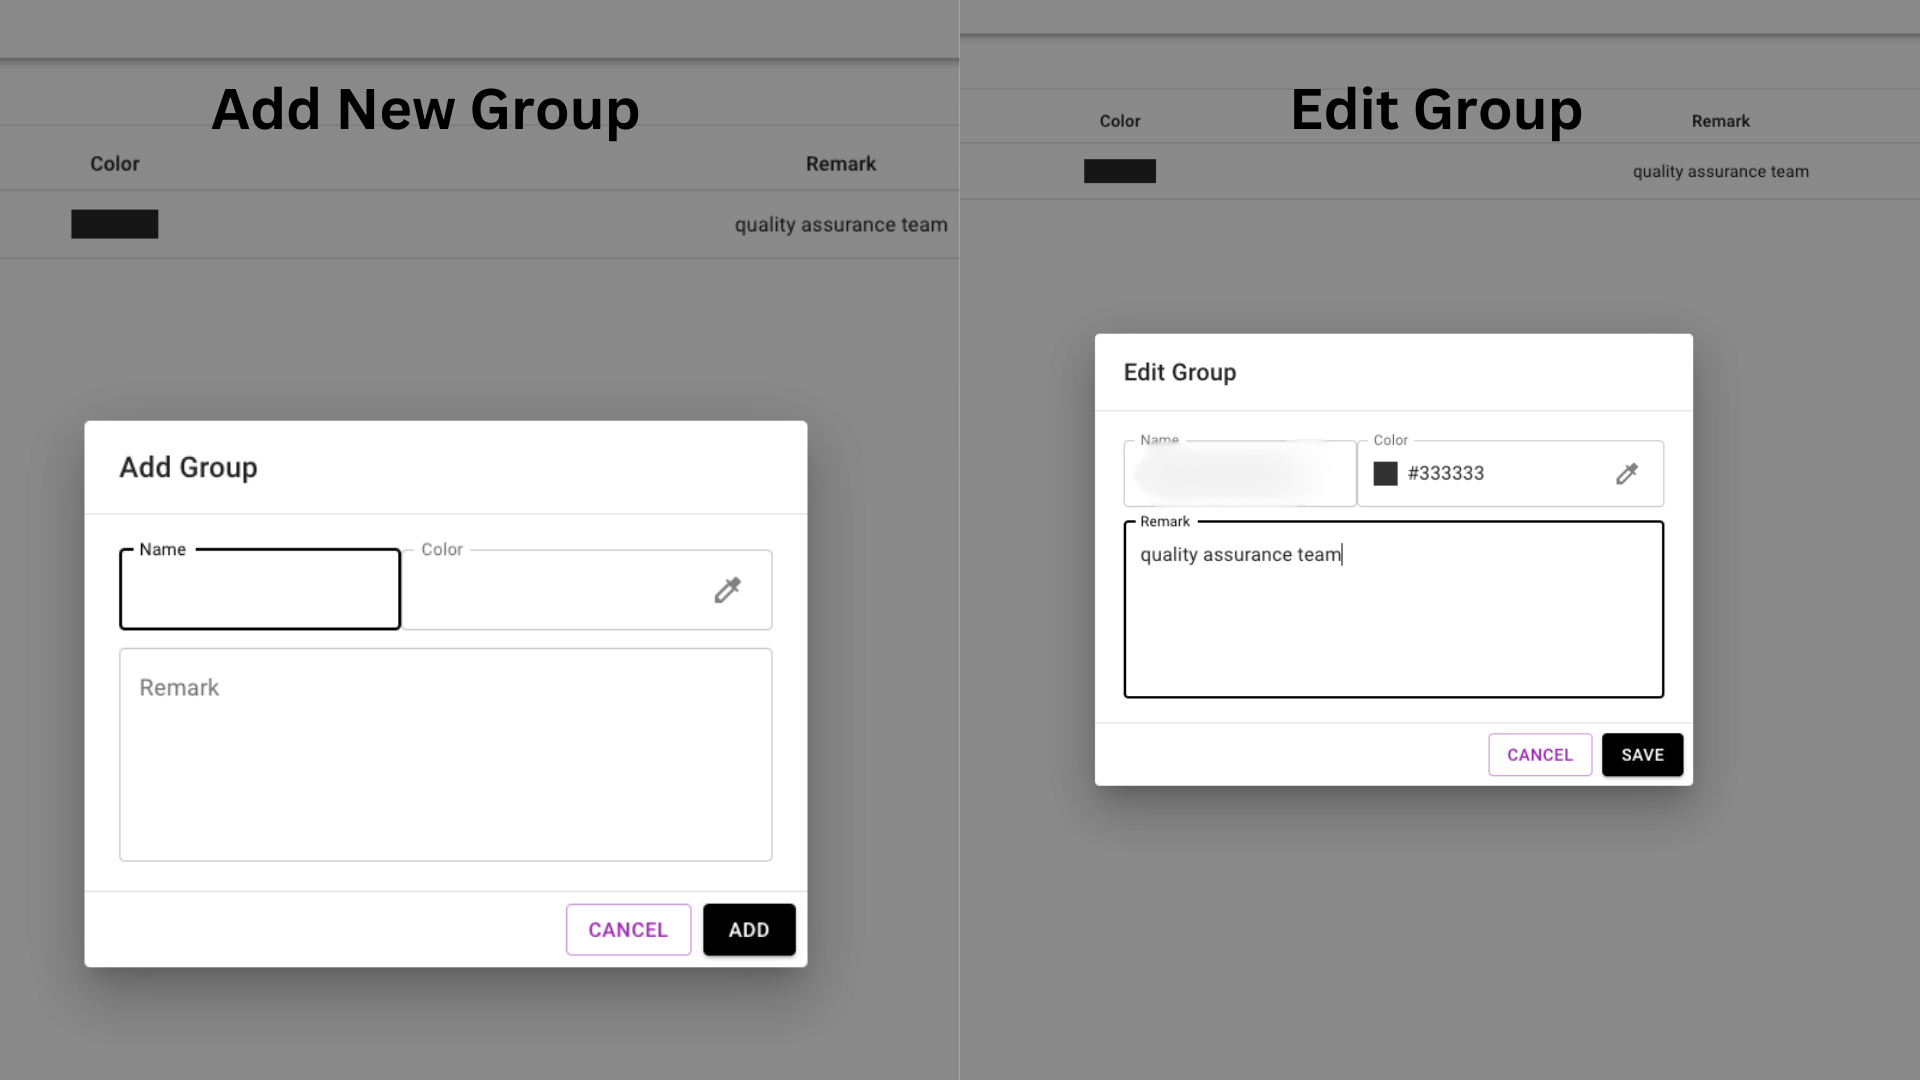 Add New Group
Color Remark
quality assurance team
Add Group
Name Color
Remark
CANCEL ADD
Edit Group
Color Remark
quality assurance team
Edit Group
Name Color
#333333
Remark
quality assurance team
CANCEL SAVE